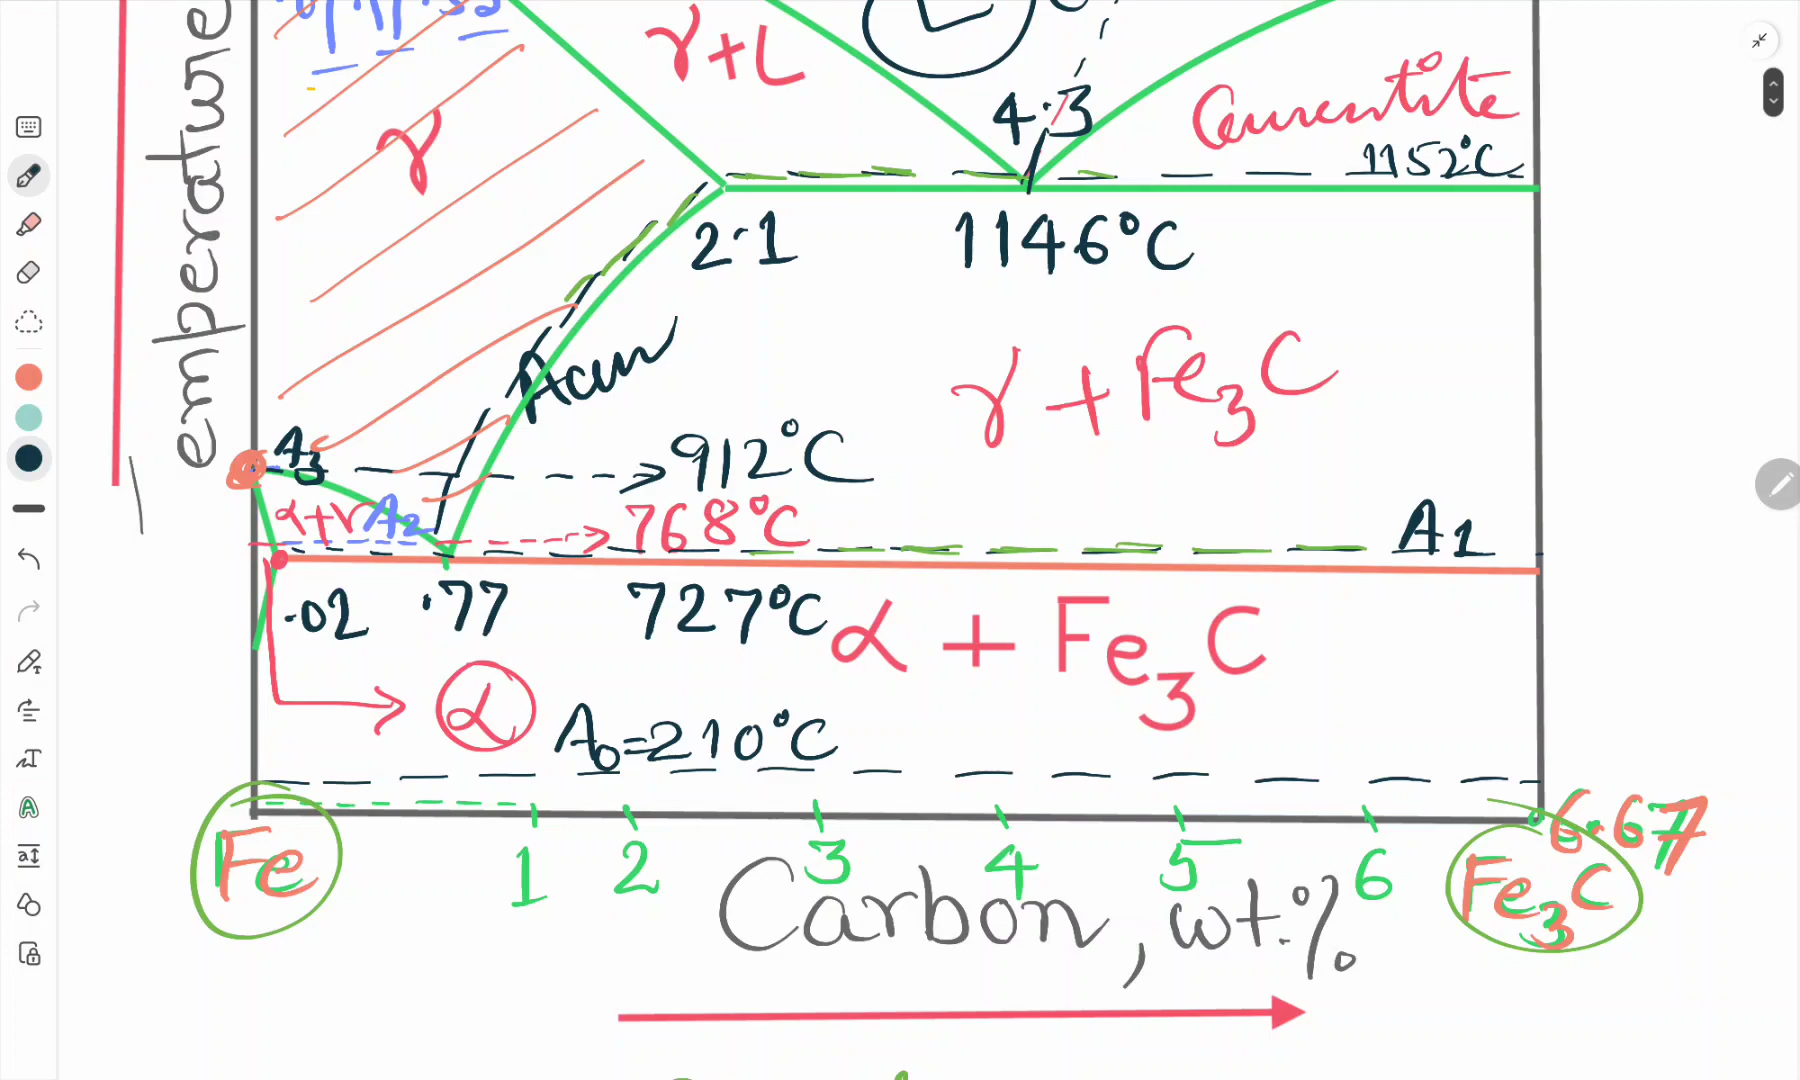 γ+L
L
γ
4.3
Cementite
1152°C
2.1
1146°C
Temperature
Acm
γ + Fe3C
A3
912°C
α+γ
A2
768°C
A1
.02
.77
727°C
α + Fe3C
α
A0=210°C
Fe
1
2
3
4
5
6
6.67
Fe3C
Carbon, wt.%